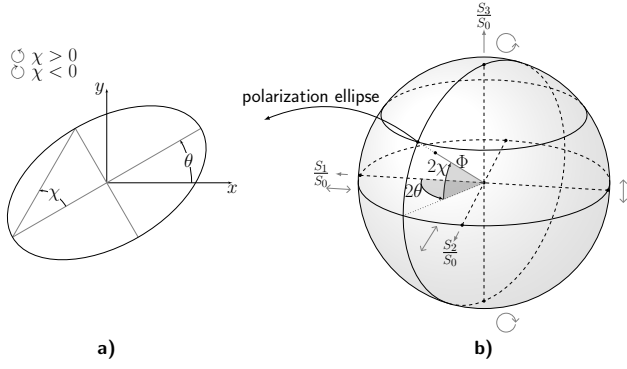 ↺ χ > 0
↻ χ < 0
y
x
θ
χ
a)
polarization ellipse
S₃/S₀
S₁/S₀
S₂/S₀
2χ
Φ
2θ
b)